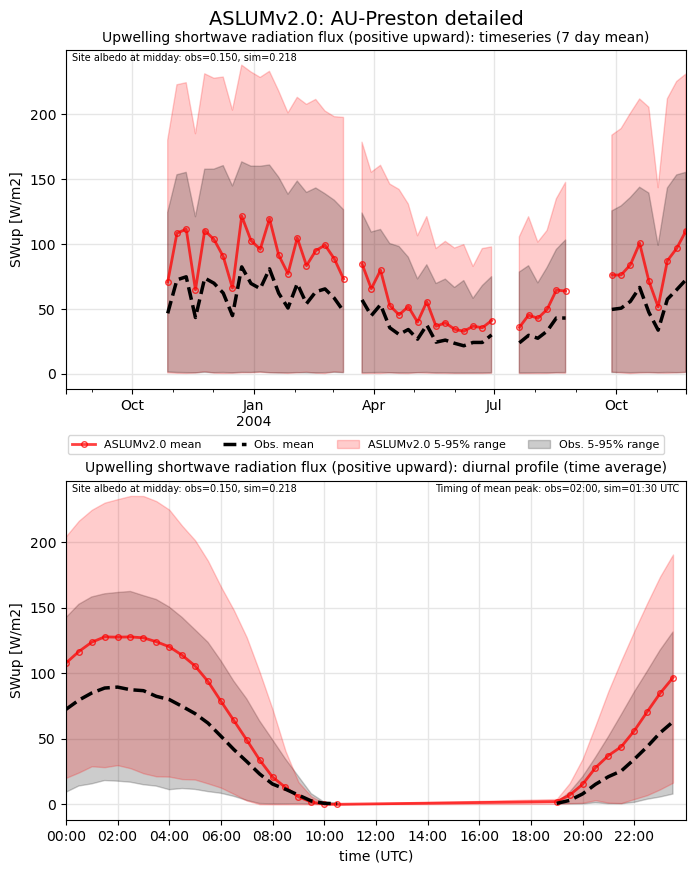 ASLUMv2.0: AU-Preston detailed
Upwelling shortwave radiation flux (positive upward): timeseries (7 day mean)
Site albedo at midday: obs=0.150, sim=0.218
SWup [W/m2]
200
150
100
50
0
Oct Jan Apr Jul Oct
2004
ASLUMv2.0 mean Obs. mean ASLUMv2.0 5-95% range Obs. 5-95% range
Upwelling shortwave radiation flux (positive upward): diurnal profile (time average)
Site albedo at midday: obs=0.150, sim=0.218 Timing of mean peak: obs=02:00, sim=01:30 UTC
SWup [W/m2]
200
150
100
50
0
00:00 02:00 04:00 06:00 08:00 10:00 12:00 14:00 16:00 18:00 20:00 22:00
time (UTC)